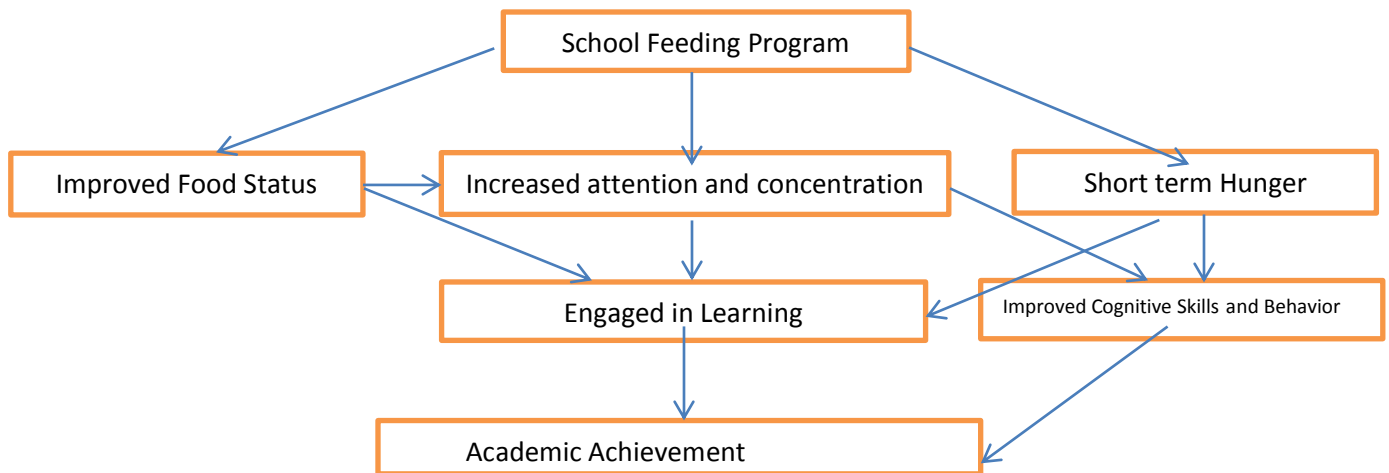 School Feeding Program
Improved Food Status
Increased attention and concentration
Short term Hunger
Engaged in Learning
Improved Cognitive Skills and Behavior
Academic Achievement